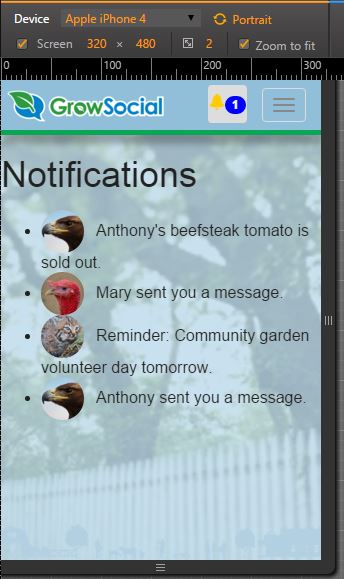 Device Apple iPhone 4 Portrait
Screen 320 × 480 2 Zoom to fit
0 100 200 300
GrowSocial 1
Notifications
Anthony's beefsteak tomato is
sold out.
Mary sent you a message.
Reminder: Community garden
volunteer day tomorrow.
Anthony sent you a message.